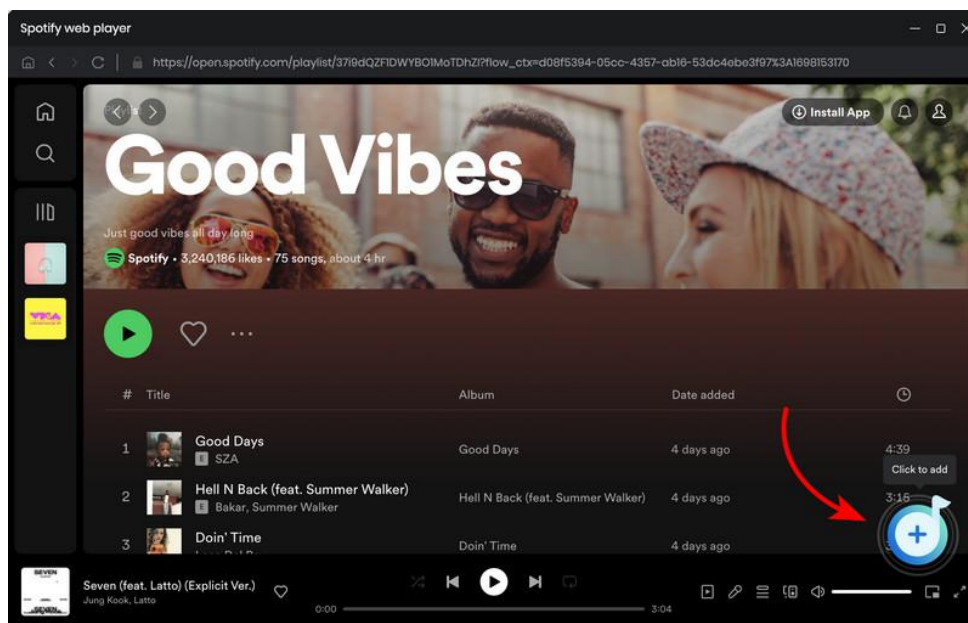 Spotify web player
https://open.spotify.com/playlist/37i9dQZF1DWYBO1MoTDhZI?flow_ctx=d08f5394-05cc-4357-ab16-53dc4ebe3f97%3A1698153170
Install App
Good Vibes
Just good vibes all day long
Spotify • 3,240,186 likes • 75 songs, about 4 hr
# Title Album Date added
1 Good Days Good Days 4 days ago 4:39
E SZA
Click to add
2 Hell N Back (feat. Summer Walker) Hell N Back (feat. Summer Walker) 4 days ago 3:15
E Bakar, Summer Walker
3 Doin' Time Doin' Time 4 days ago
SEVEN
Seven (feat. Latto) (Explicit Ver.)
Jung Kook, Latto
0:00 3:04